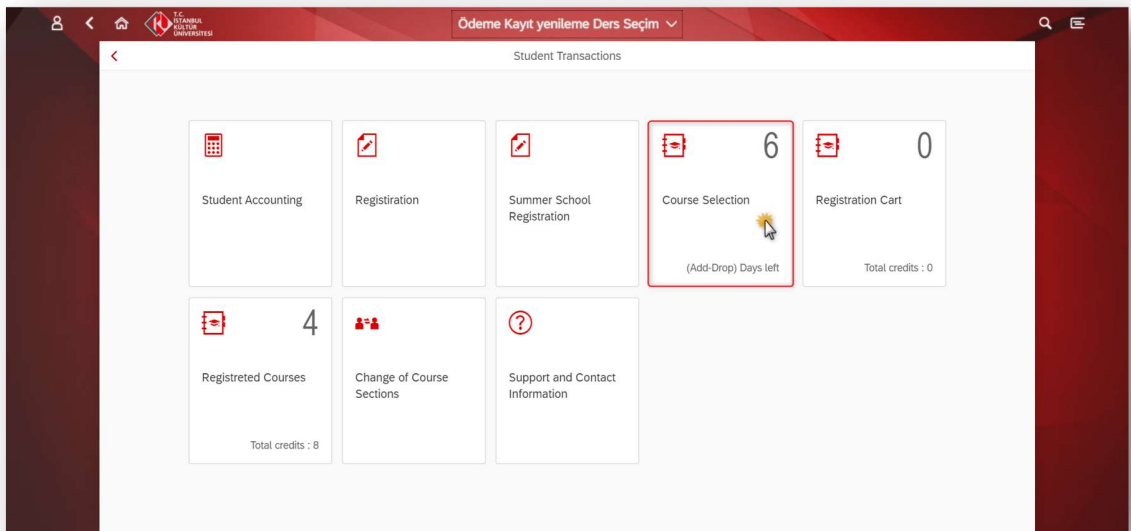 T.C.
İSTANBUL
KÜLTÜR
ÜNİVERSİTESİ
Ödeme Kayıt yenileme Ders Seçim
Student Transactions
Student Accounting
Registiration
Summer School
Registration
6
Course Selection
(Add-Drop) Days left
0
Registration Cart
Total credits : 0
4
Registreted Courses
Total credits : 8
Change of Course
Sections
Support and Contact
Information